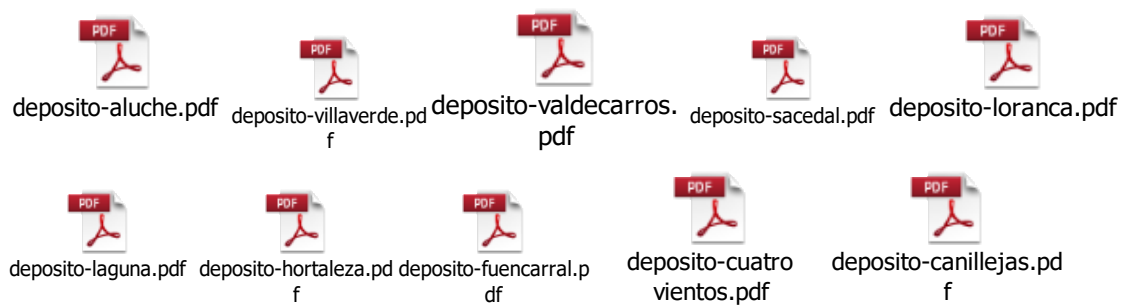 PDF PDF PDF PDF PDF
deposito-aluche.pdf deposito-villaverde.pd deposito-valdecarros. deposito-sacedal.pdf deposito-loranca.pdf
f pdf
PDF PDF PDF PDF PDF
deposito-laguna.pdf deposito-hortaleza.pd deposito-fuencarral.p deposito-cuatro deposito-canillejas.pd
f df vientos.pdf f